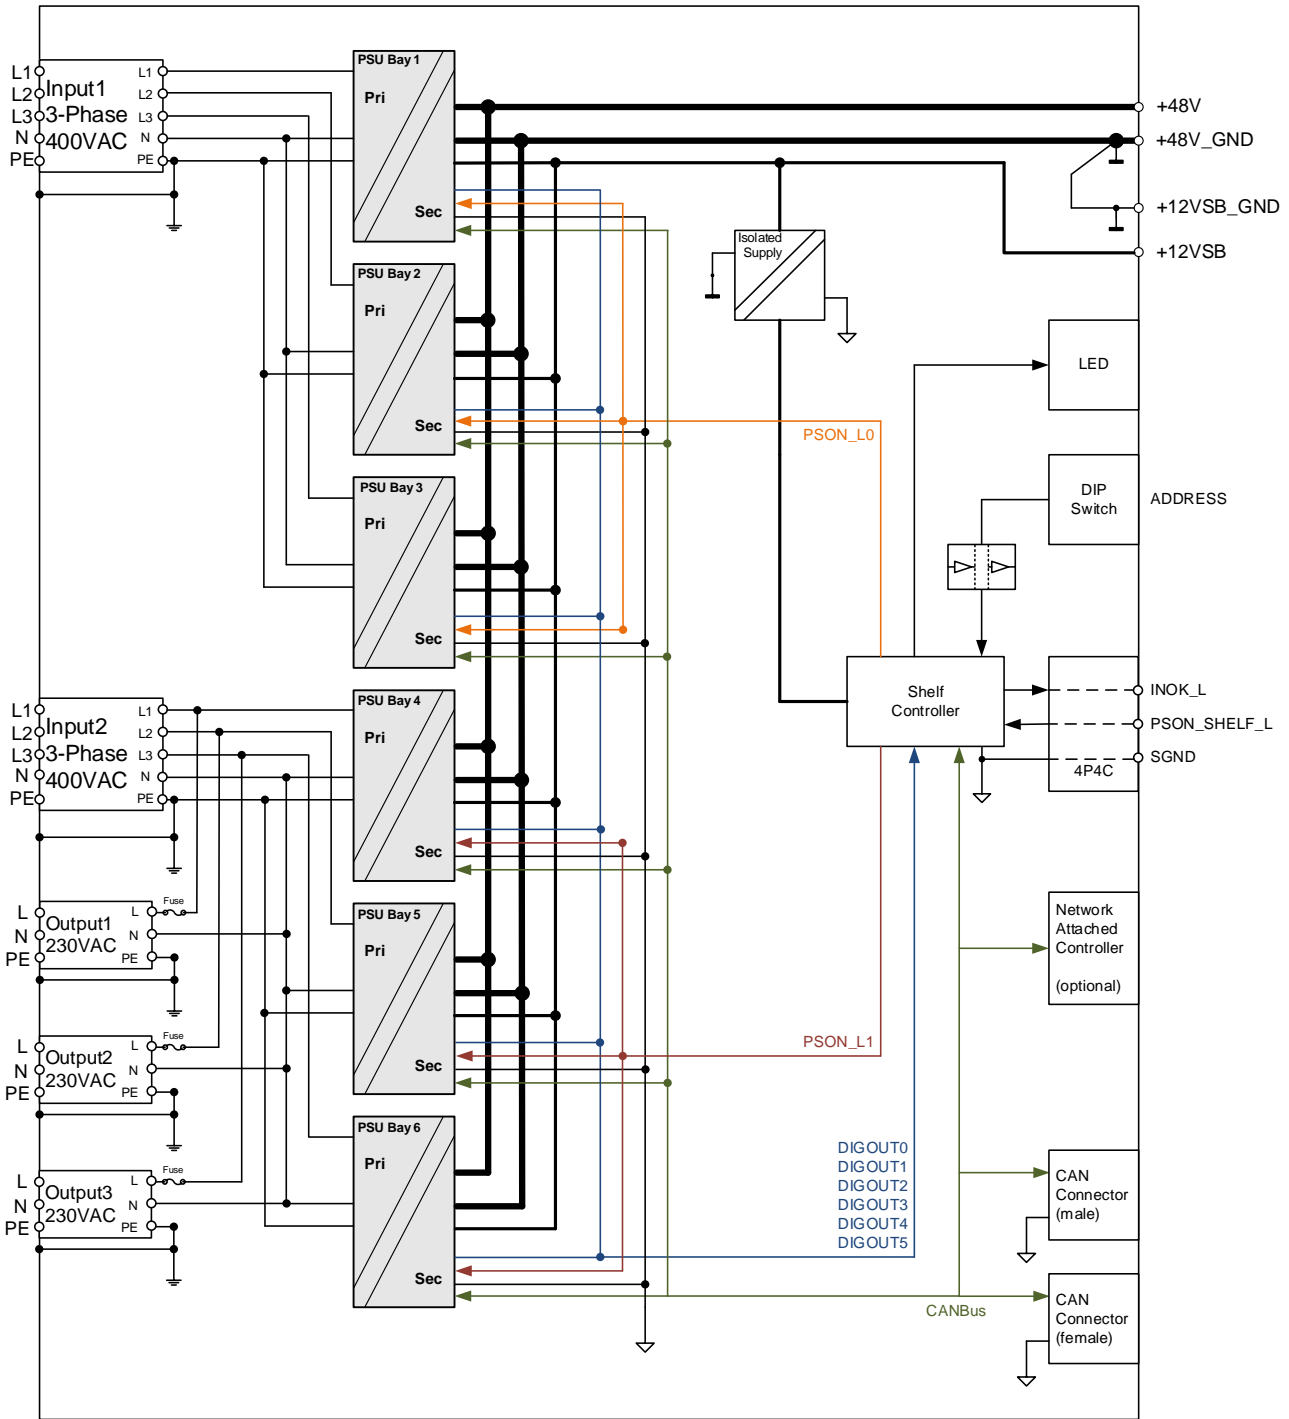 PSU Bay 1
Pri
Sec
L1
L2
L3
N
PE
Input1
3-Phase
400VAC
L1
L2
L3
N
PE
+48V
+48V_GND
+12VSB_GND
+12VSB
Isolated
Supply
PSU Bay 2
Pri
Sec
LED
PSON_L0
PSU Bay 3
Pri
Sec
DIP
Switch
ADDRESS
Shelf
Controller
INOK_L
PSON_SHELF_L
SGND
4P4C
L1
L2
L3
N
PE
Input2
3-Phase
400VAC
L1
L2
L3
N
PE
PSU Bay 4
Pri
Sec
L
N
PE
Output1
230VAC
L
N
PE
Fuse
PSU Bay 5
Pri
Sec
Network
Attached
Controller
(optional)
L
N
PE
Output2
230VAC
L
N
PE
Fuse
PSON_L1
PSU Bay 6
Pri
Sec
L
N
PE
Output3
230VAC
L
N
PE
Fuse
DIGOUT0
DIGOUT1
DIGOUT2
DIGOUT3
DIGOUT4
DIGOUT5
CAN
Connector
(male)
CANBus
CAN
Connector
(female)